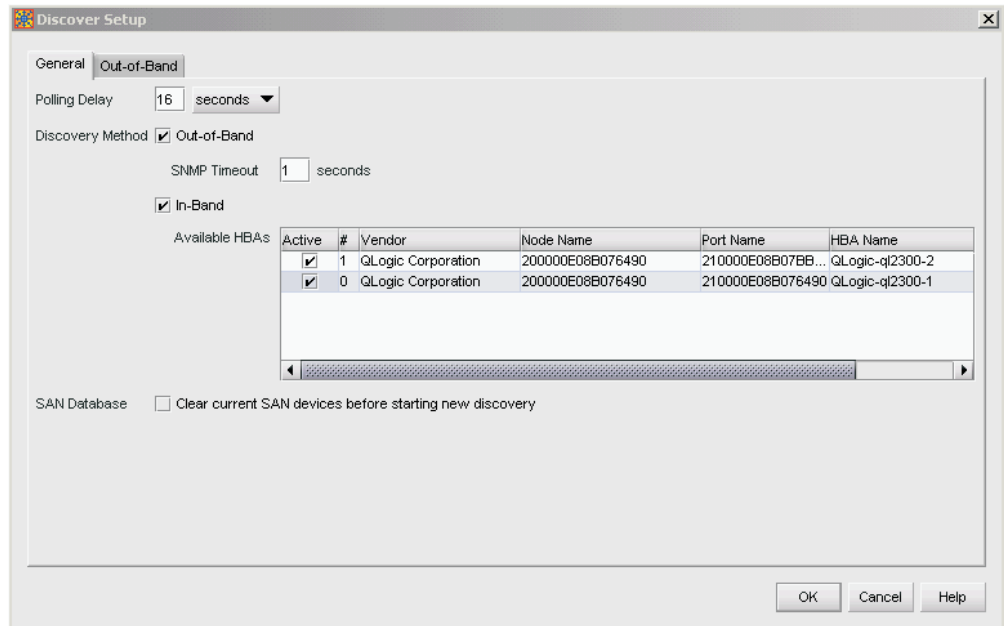 Discover Setup
General Out-of-Band
Polling Delay 16 seconds
Discovery Method Out-of-Band
SNMP Timeout 1 seconds
In-Band
Available HBAs Active # Vendor Node Name Port Name HBA Name
1 QLogic Corporation 200000E08B076490 210000E08B07BB... QLogic-ql2300-2
0 QLogic Corporation 200000E08B076490 210000E08B076490 QLogic-ql2300-1
SAN Database Clear current SAN devices before starting new discovery
OK Cancel Help